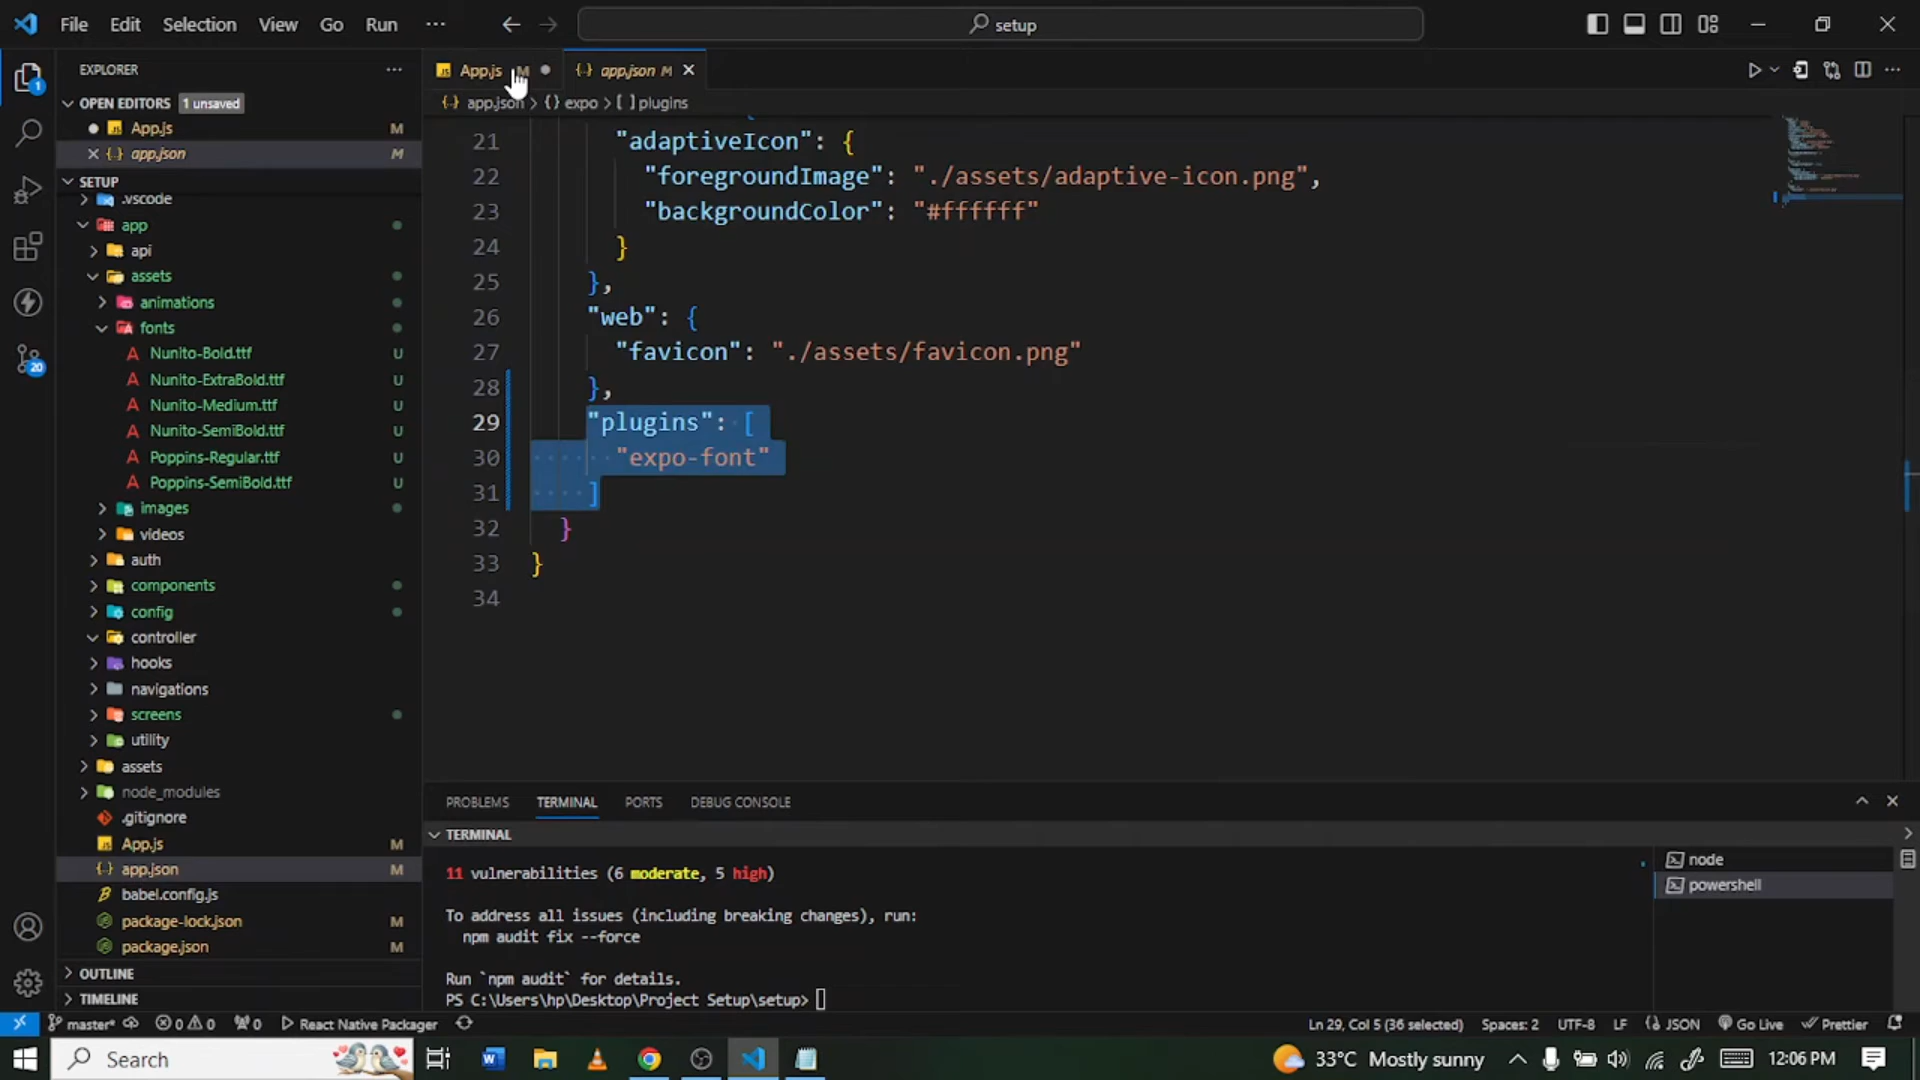 File Edit Selection View Go Run ··· setup
EXPLORER
OPEN EDITORS 1 unsaved
App.js M
app.json M
SETUP
.vscode
app
api
assets
animations
fonts
Nunito-Bold.ttf U
Nunito-ExtraBold.ttf U
Nunito-Medium.ttf U
Nunito-SemiBold.ttf U
Poppins-Regular.ttf U
Poppins-SemiBold.ttf U
images
videos
auth
components
config
controller
hooks
navigations
screens
utility
assets
node_modules
.gitignore
App.js M
app.json M
babel.config.js
package-lock.json M
package.json M
OUTLINE
TIMELINE
1
20
App.js M
{} app.json M
{} app.json > {} expo > [ ] plugins
21 "adaptiveIcon": {
22 "foregroundImage": "./assets/adaptive-icon.png",
23 "backgroundColor": "#ffffff"
24 }
25 },
26 "web": {
27 "favicon": "./assets/favicon.png"
28 },
29 "plugins": [
30 "expo-font"
31 ]
32 }
33 }
34
PROBLEMS TERMINAL PORTS DEBUG CONSOLE
TERMINAL
11 vulnerabilities (6 moderate, 5 high)
To address all issues (including breaking changes), run:
npm audit fix --force
Run `npm audit` for details.
PS C:\Users\hp\Desktop\Project Setup\setup>
node
powershell
master* 0 0 0 React Native Packager Ln 29, Col 5 (36 selected) Spaces: 2 UTF-8 LF {} JSON Go Live Prettier
Search 33°C Mostly sunny 12:06 PM